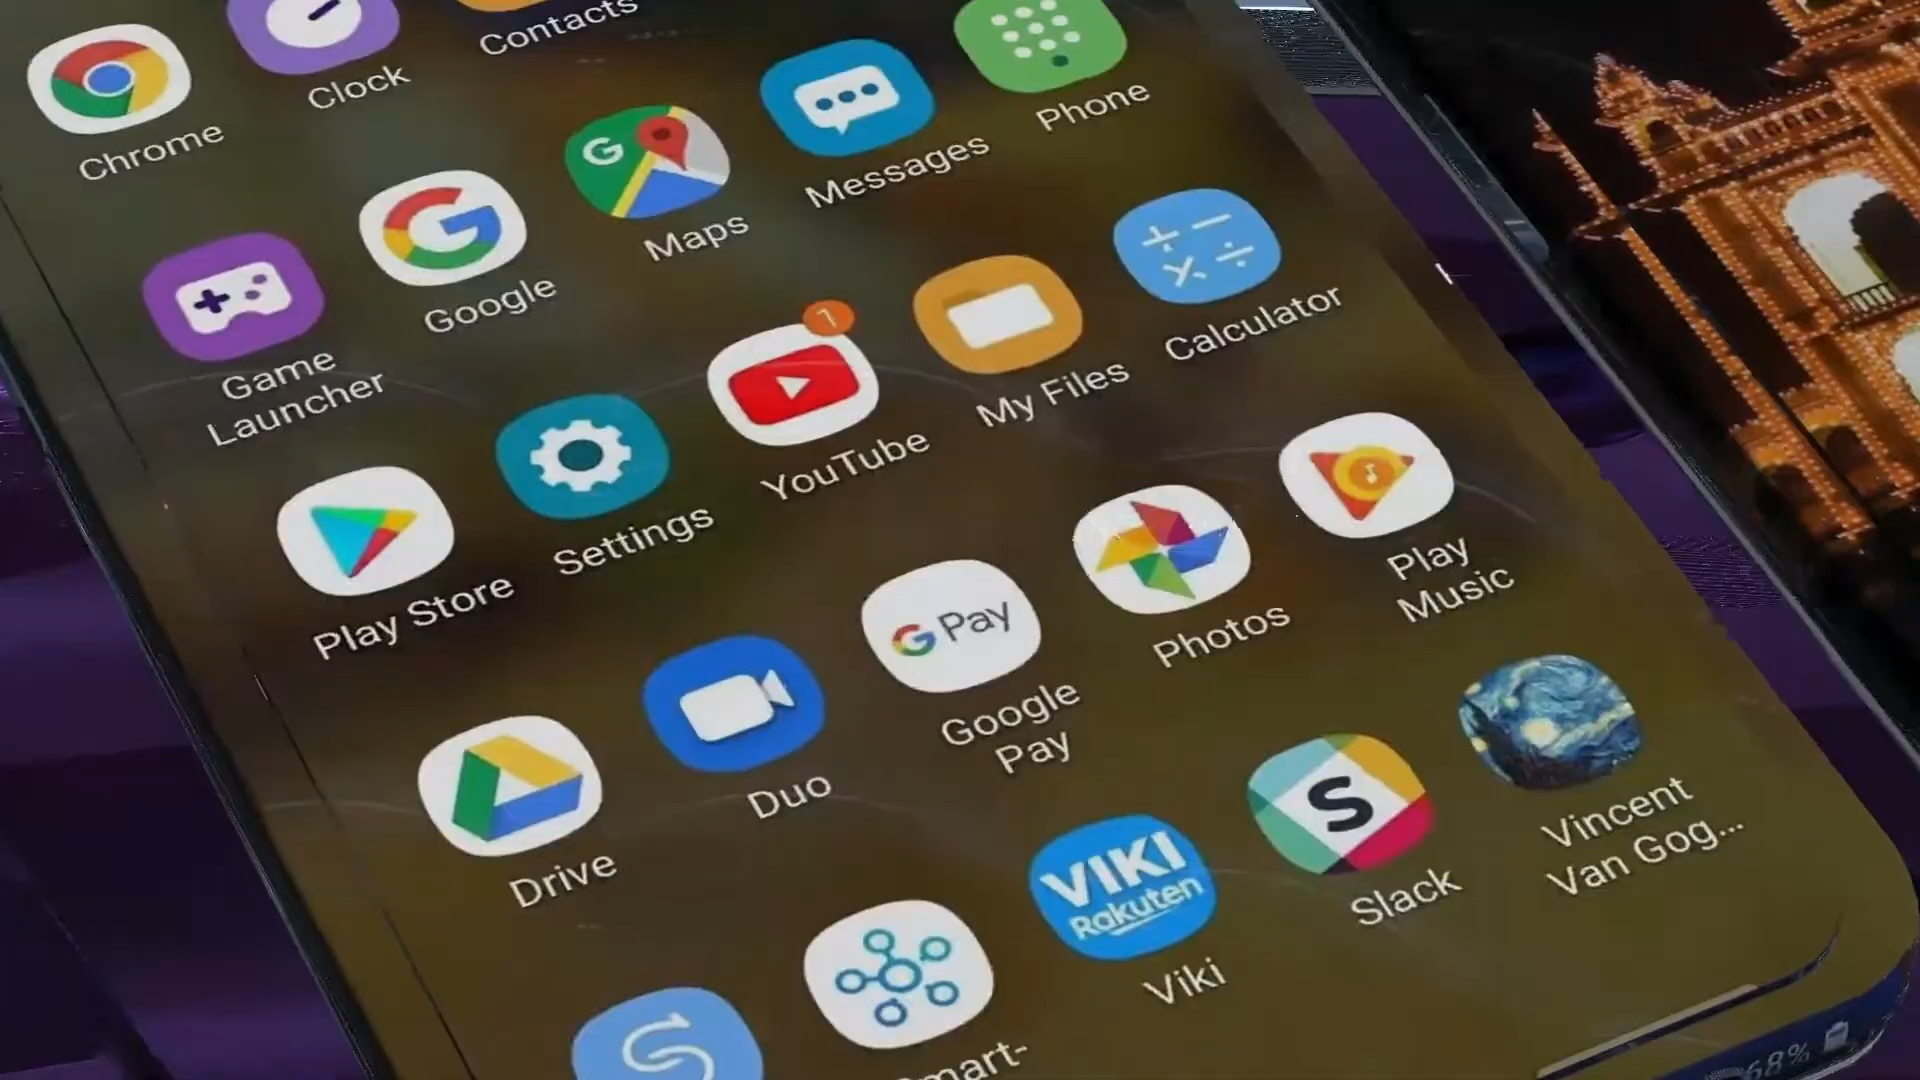 Contacts
Clock
Chrome
Phone
Messages
Maps
Google
Game
Launcher
Calculator
My Files
1
YouTube
Settings
Play Store
Play
Music
Photos
G Pay
Google
Pay
Duo
Drive
Vincent
Van Gog...
S
Slack
VIKI
Rakuten
Viki
68%